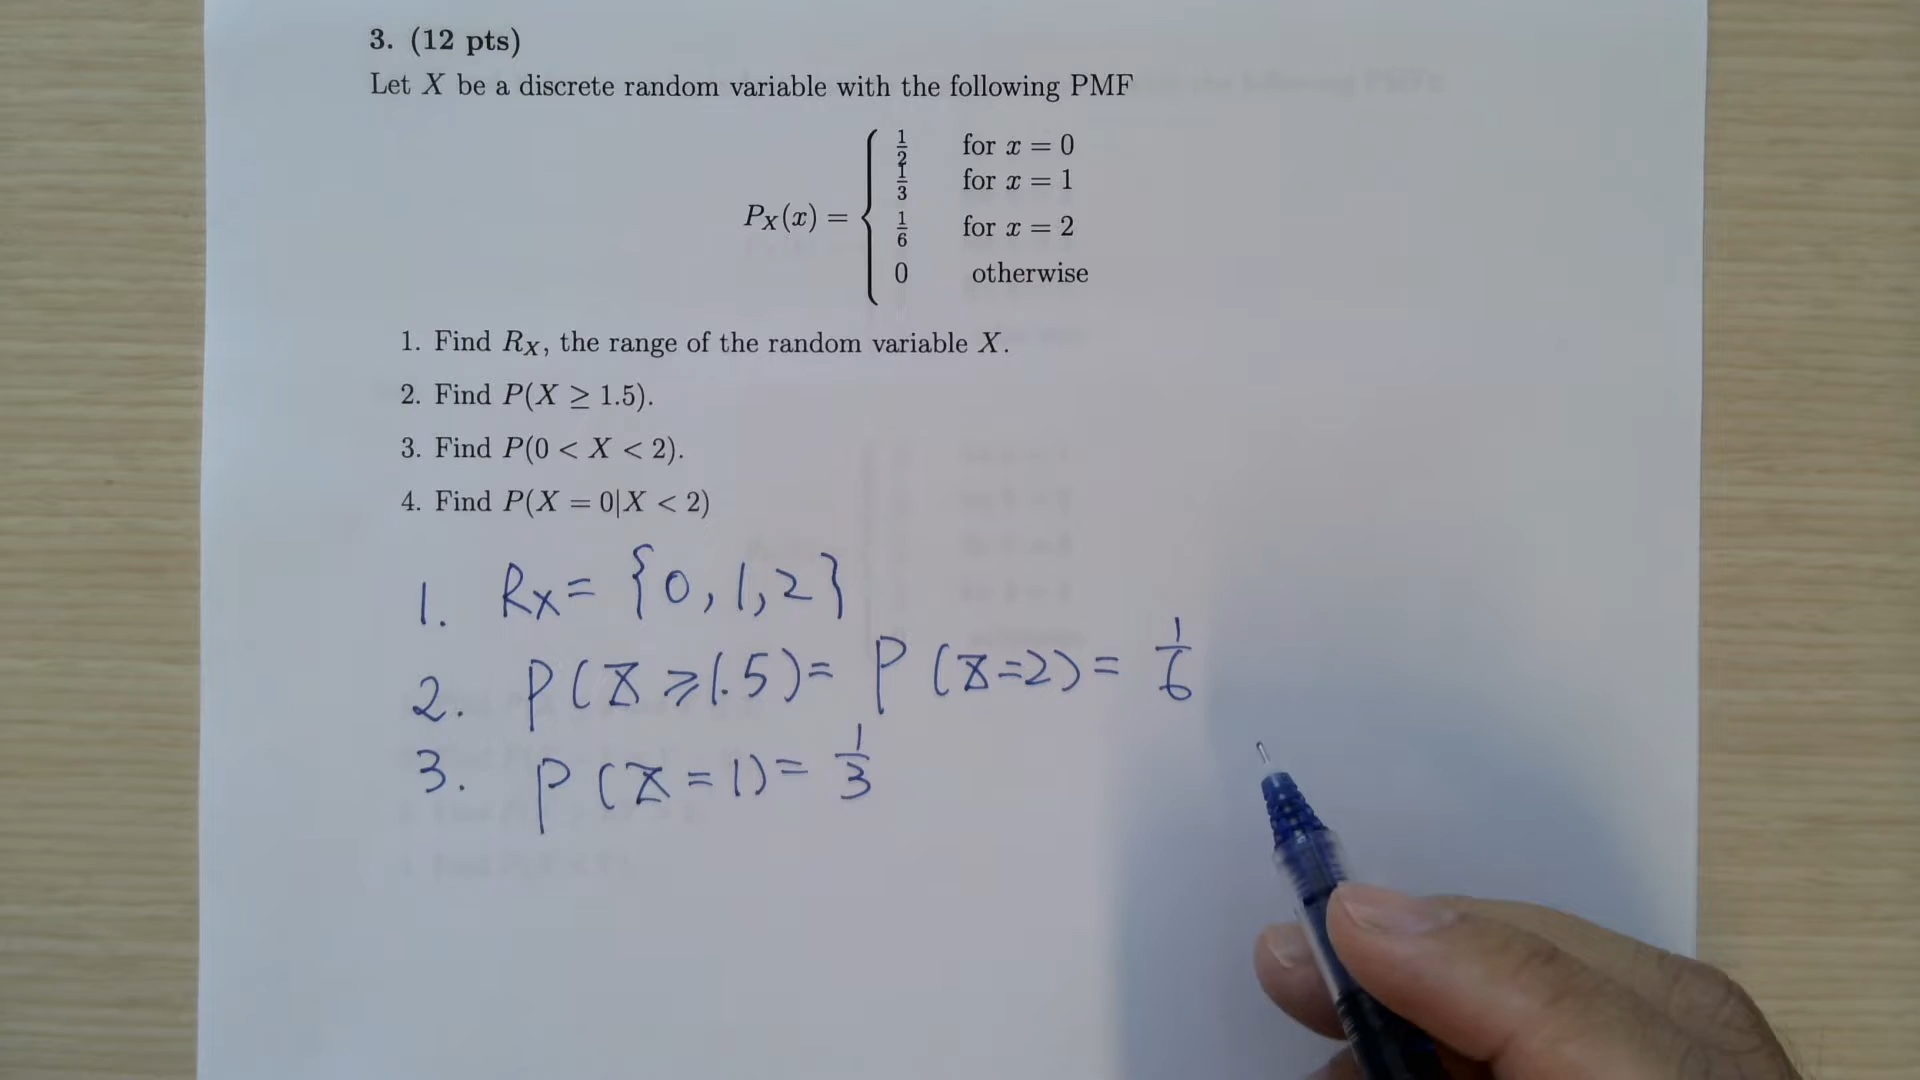 3. (12 pts)
Let X be a discrete random variable with the following PMF
1/2 for x = 0
1/3 for x = 1
P_X(x) = { 1/6 for x = 2
0 otherwise
1. Find R_X, the range of the random variable X.
2. Find P(X ≥ 1.5).
3. Find P(0 < X < 2).
4. Find P(X = 0|X < 2)
1. R_X = {0, 1, 2}
2. P(X ≥ 1.5) = P(X = 2) = 1/6
3. P(X = 1) = 1/3